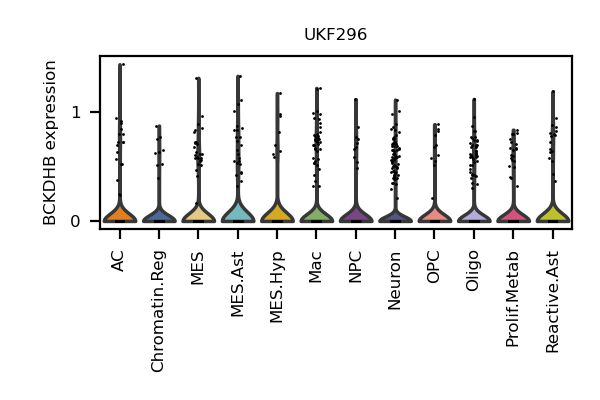 UKF296
BCKDHB expression
1
0
AC
Chromatin.Reg
MES
MES.Ast
MES.Hyp
Mac
NPC
Neuron
OPC
Oligo
Prolif.Metab
Reactive.Ast